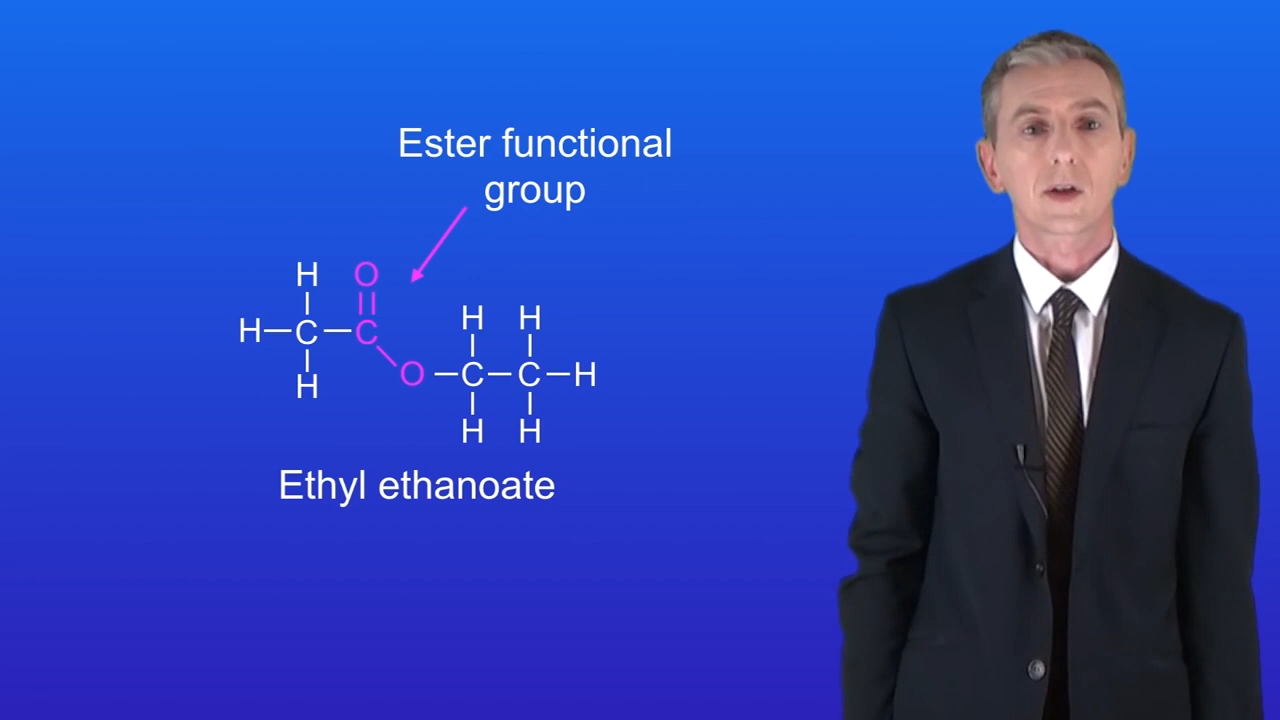 Ester functional
group
H O
H H
H—C—C
O—C—C—H
H
H H
Ethyl ethanoate